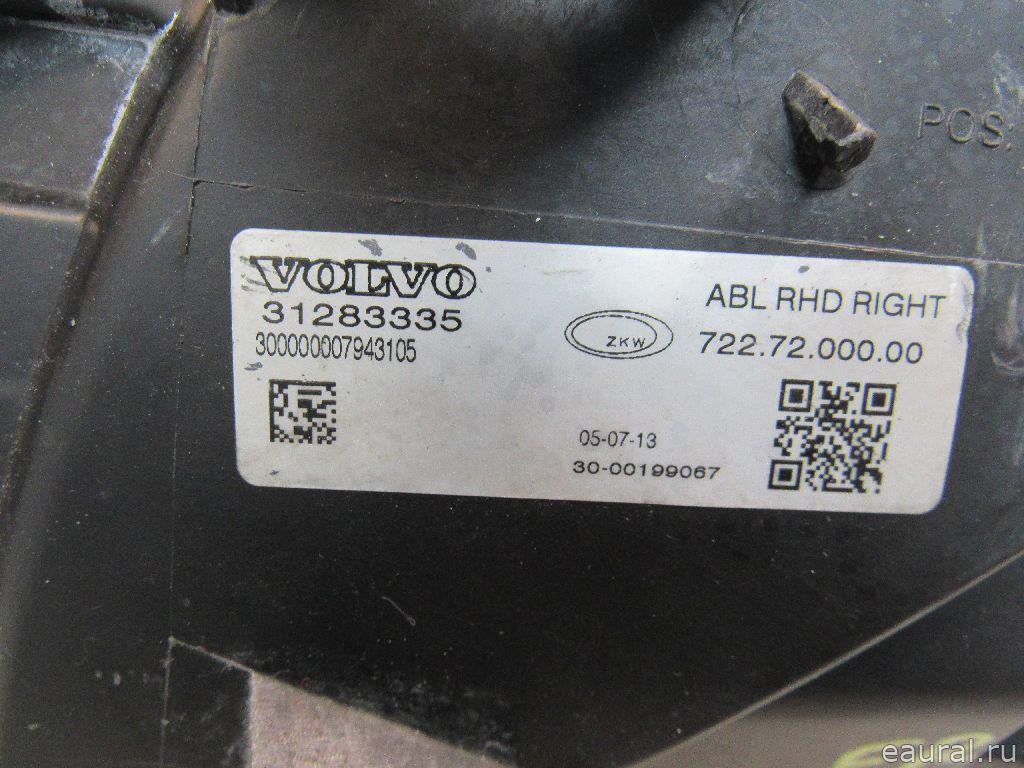 POS:
VOLVO
31283335
300000007943105
ZKW
ABL RHD RIGHT
722.72.000.00
05-07-13
30-00199067
eaural.ru